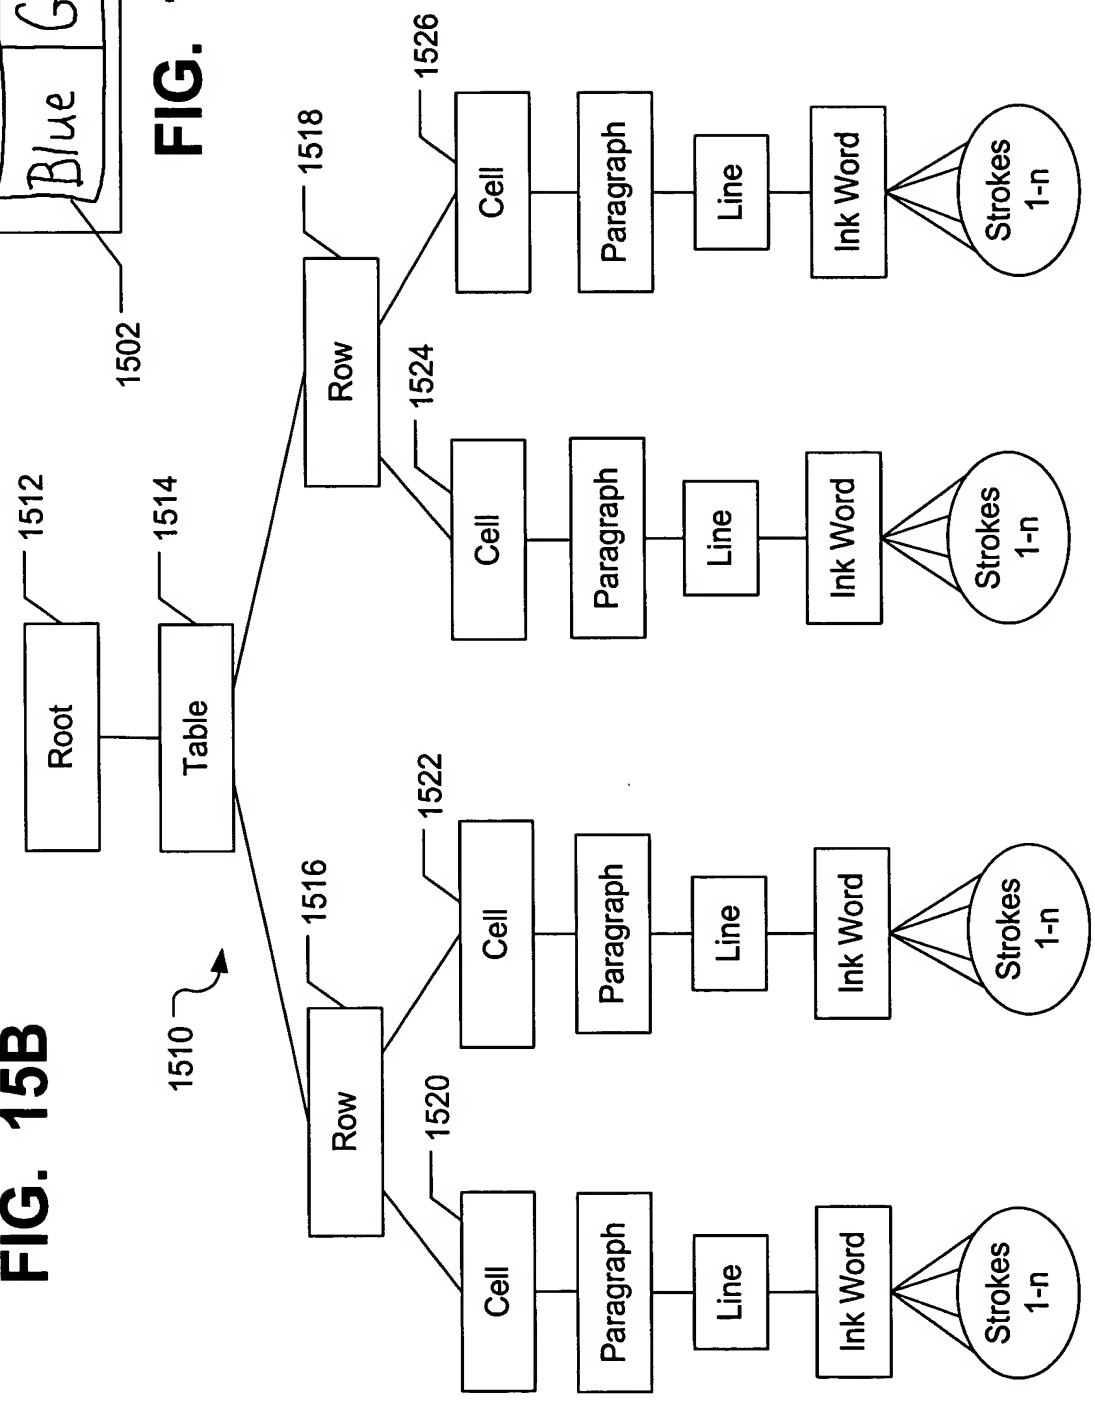 Blue G
1502
FIG.
FIG. 15B
1510
Root 1512
Table 1514
Row 1516
Row 1518
Cell 1520
Cell 1522
Cell 1524
Cell 1526
Paragraph Paragraph Paragraph Paragraph
Line Line Line Line
Ink Word Ink Word Ink Word Ink Word
Strokes Strokes Strokes Strokes
1-n 1-n 1-n 1-n